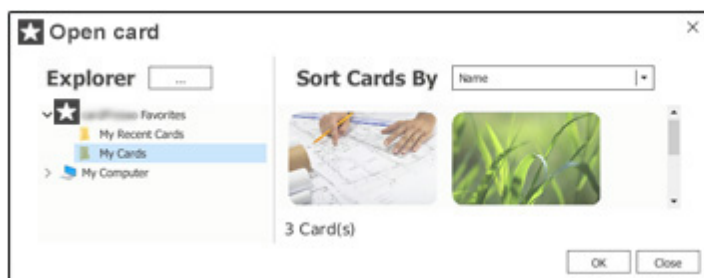 Open card
Explorer ...
Sort Cards By Name
Favorites
My Recent Cards
My Cards
My Computer
3 Card(s)
OK Close